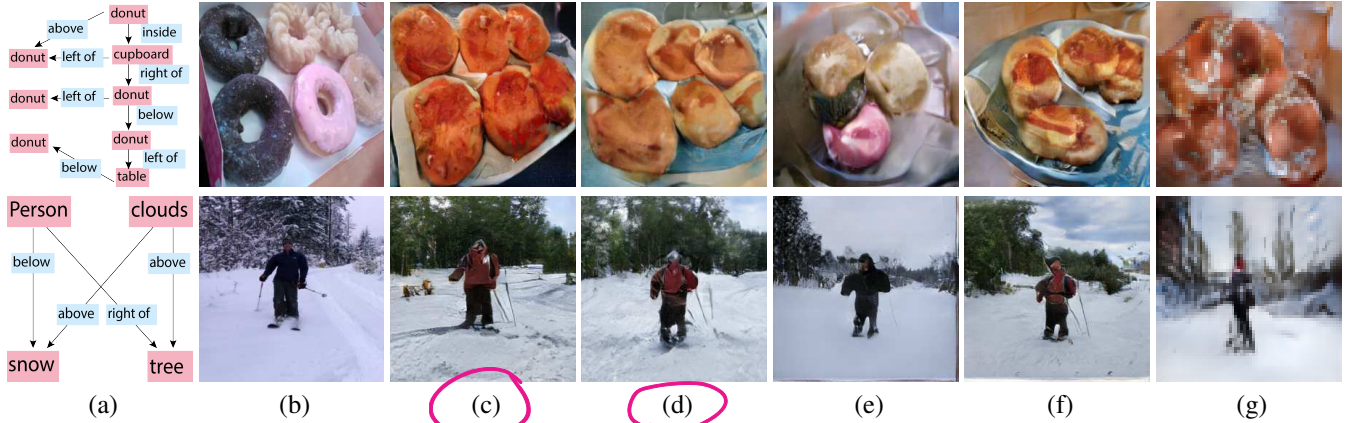 donut
above
inside
donut
left of
cupboard
right of
donut
left of
donut
below
donut
donut
left of
below
table
Person
clouds
below
above
above
right of
snow
tree
(a)
(b)
(c)
(d)
(e)
(f)
(g)